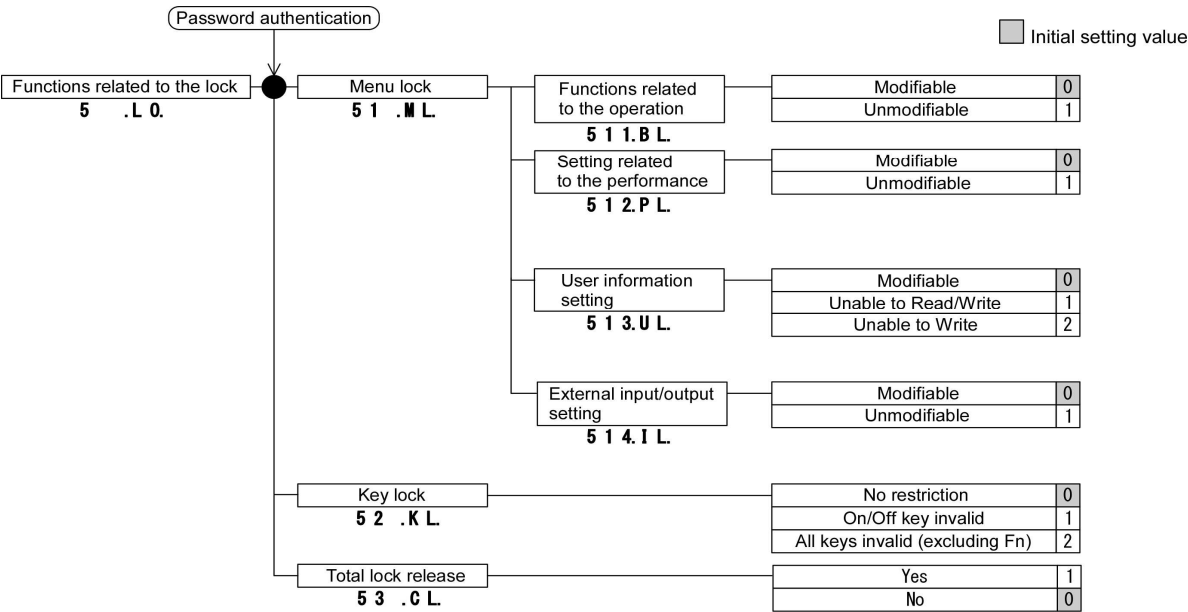 Password authentication
Initial setting value
Functions related to the lock
5 .LO.
Menu lock
51 .ML.
Functions related
to the operation
511.BL.
Modifiable 0
Unmodifiable 1
Setting related
to the performance
512.PL.
Modifiable 0
Unmodifiable 1
User information
setting
513.UL.
Modifiable 0
Unable to Read/Write 1
Unable to Write 2
External input/output
setting
514.IL.
Modifiable 0
Unmodifiable 1
Key lock
52 .KL.
No restriction 0
On/Off key invalid 1
All keys invalid (excluding Fn) 2
Total lock release
53 .CL.
Yes 1
No 0